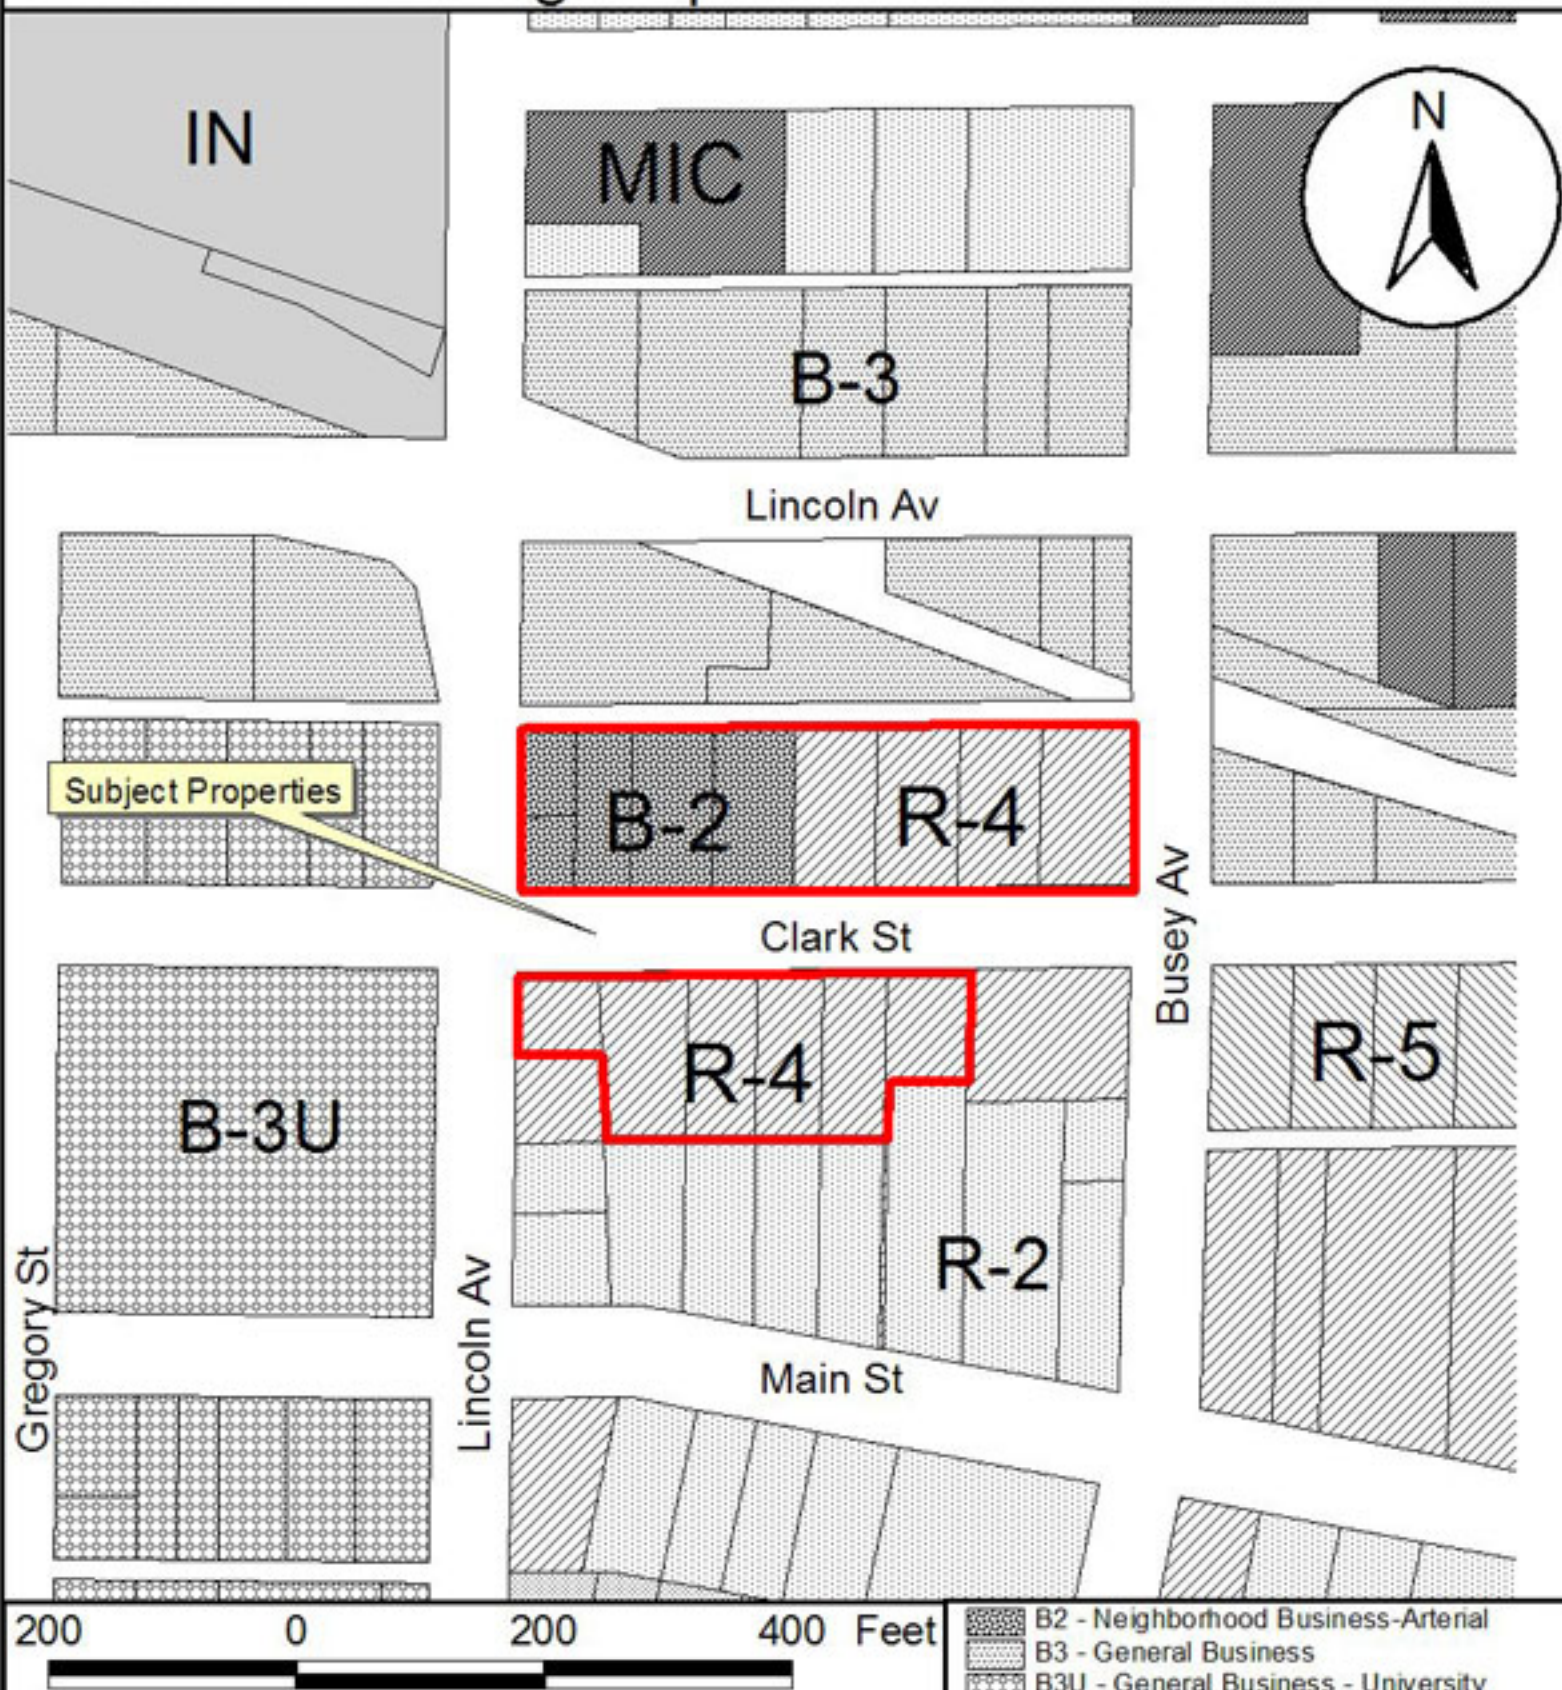 IN
MIC
N
B-3
Lincoln Av
Subject Properties
B-2
R-4
Clark St
Busey Av
R-4
R-5
B-3U
R-2
Gregory St
Lincoln Av
Main St
200 0 200 400 Feet
B2 - Neighborhood Business-Arterial
B3 - General Business
B3U - General Business - University